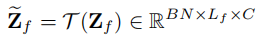 $\widetilde{\mathbf{Z}}_f = \mathcal{T}(\mathbf{Z}_f) \in \mathbb{R}^{BN \times L_f \times C}$